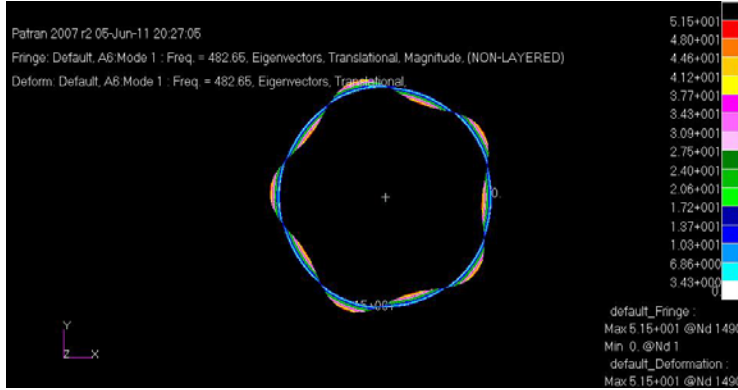 Patran 2007 r2 05-Jun-11 20:27:05
Fringe: Default, A6:Mode 1 : Freq. = 482.65, Eigenvectors, Translational, Magnitude, (NON-LAYERED)
Deform: Default, A6:Mode 1 : Freq. = 482.65, Eigenvectors, Translational,
5.15+001
4.80+001
4.46+001
4.12+001
3.77+001
3.43+001
3.09+001
2.75+001
2.40+001
2.06+001
1.72+001
1.37+001
1.03+001
6.86+000
3.43+000
0
0.
default_Fringe :
Max 5.15+001 @Nd 1490
Min 0. @Nd 1
default_Deformation :
Max 5.15+001 @Nd 1490
Y
Z X